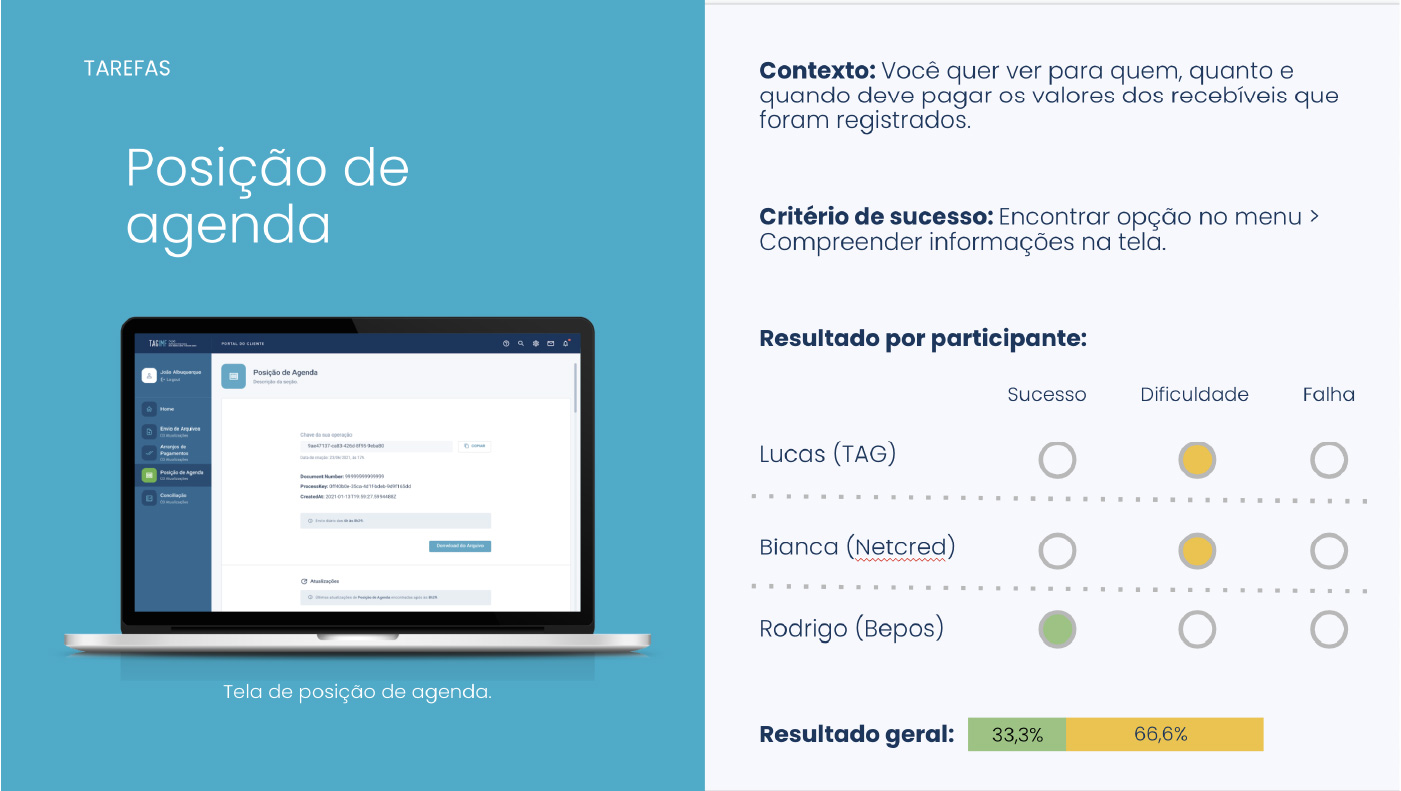 TAREFAS
Posição de
agenda
TAG
PORTAL DO CLIENTE
João Albuquerque
Logout
Home
Envio de Arquivos
Arranjos de
Pagamentos
Posição de Agenda
Conciliação
Posição de Agenda
Descrição da seção.
Chave da sua operação
COPIAR
Document Number: 99999999999999
ProcessKey:
CreatedAt:
Download do Arquivo
Atualizações
Tela de posição de agenda.
Contexto: Você quer ver para quem, quanto e
quando deve pagar os valores dos recebíveis que
foram registrados.
Critério de sucesso: Encontrar opção no menu >
Compreender informações na tela.
Resultado por participante:
Sucesso Dificuldade Falha
Lucas (TAG)
Bianca (Netcred)
Rodrigo (Bepos)
Resultado geral: 33,3% 66,6%